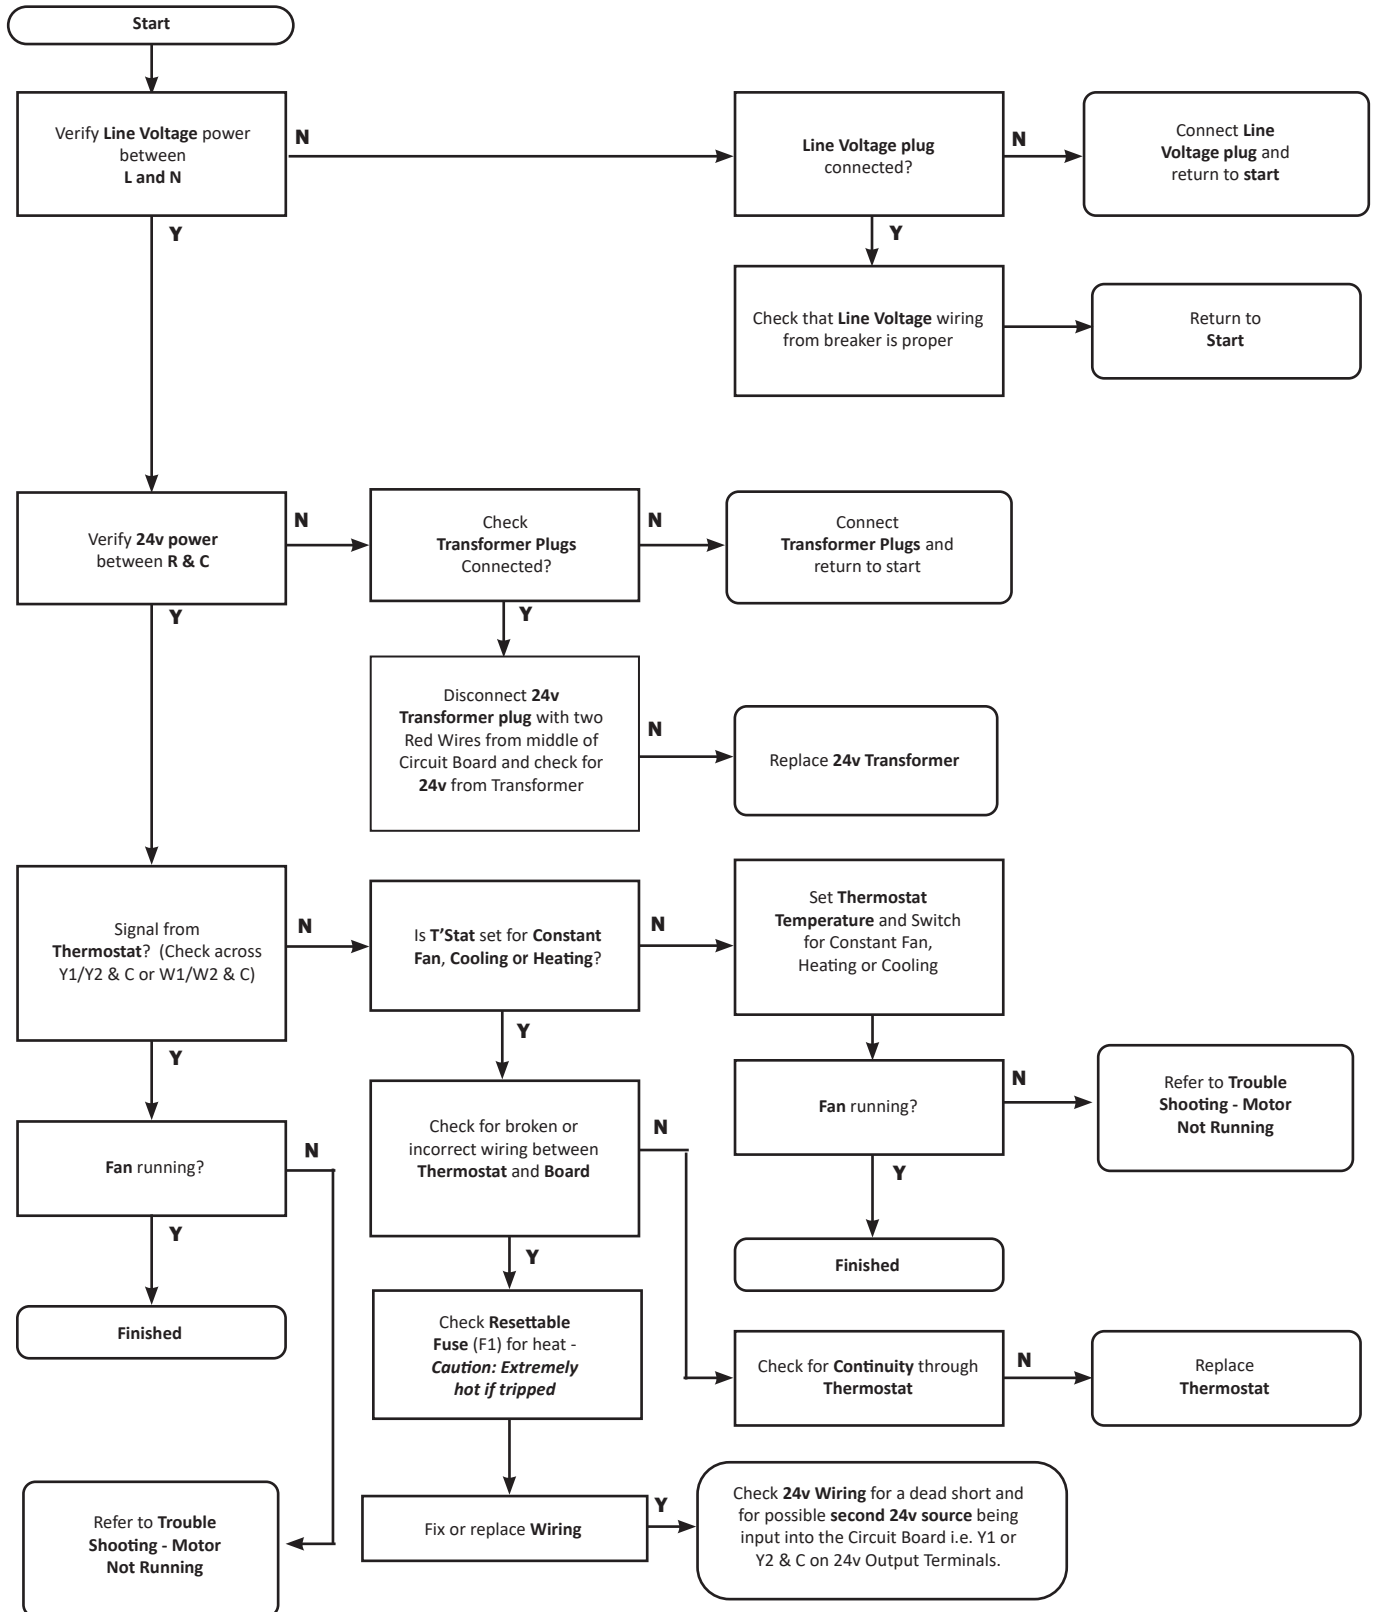 Start
Verify Line Voltage power
between
L and N
N
Line Voltage plug
connected?
N
Connect Line
Voltage plug and
return to start
Y
Y
Check that Line Voltage wiring
from breaker is proper
Return to
Start
Verify 24v power
between R & C
N
Check
Transformer Plugs
Connected?
N
Connect
Transformer Plugs and
return to start
Y
Y
Disconnect 24v
Transformer plug with two
Red Wires from middle of
Circuit Board and check for
24v from Transformer
N
Replace 24v Transformer
Signal from
Thermostat? (Check across
Y1/Y2 & C or W1/W2 & C)
N
Is T'Stat set for Constant
Fan, Cooling or Heating?
N
Set Thermostat
Temperature and Switch
for Constant Fan,
Heating or Cooling
Y
Y
Fan running?
N
Refer to Trouble
Shooting - Motor
Not Running
Y
Finished
Fan running?
N
Check for broken or
incorrect wiring between
Thermostat and Board
N
Y
Finished
Y
Check Resettable
Fuse (F1) for heat -
Caution: Extremely
hot if tripped
Check for Continuity through
Thermostat
N
Replace
Thermostat
Refer to Trouble
Shooting - Motor
Not Running
Fix or replace Wiring
Y
Check 24v Wiring for a dead short and
for possible second 24v source being
input into the Circuit Board i.e. Y1 or
Y2 & C on 24v Output Terminals.